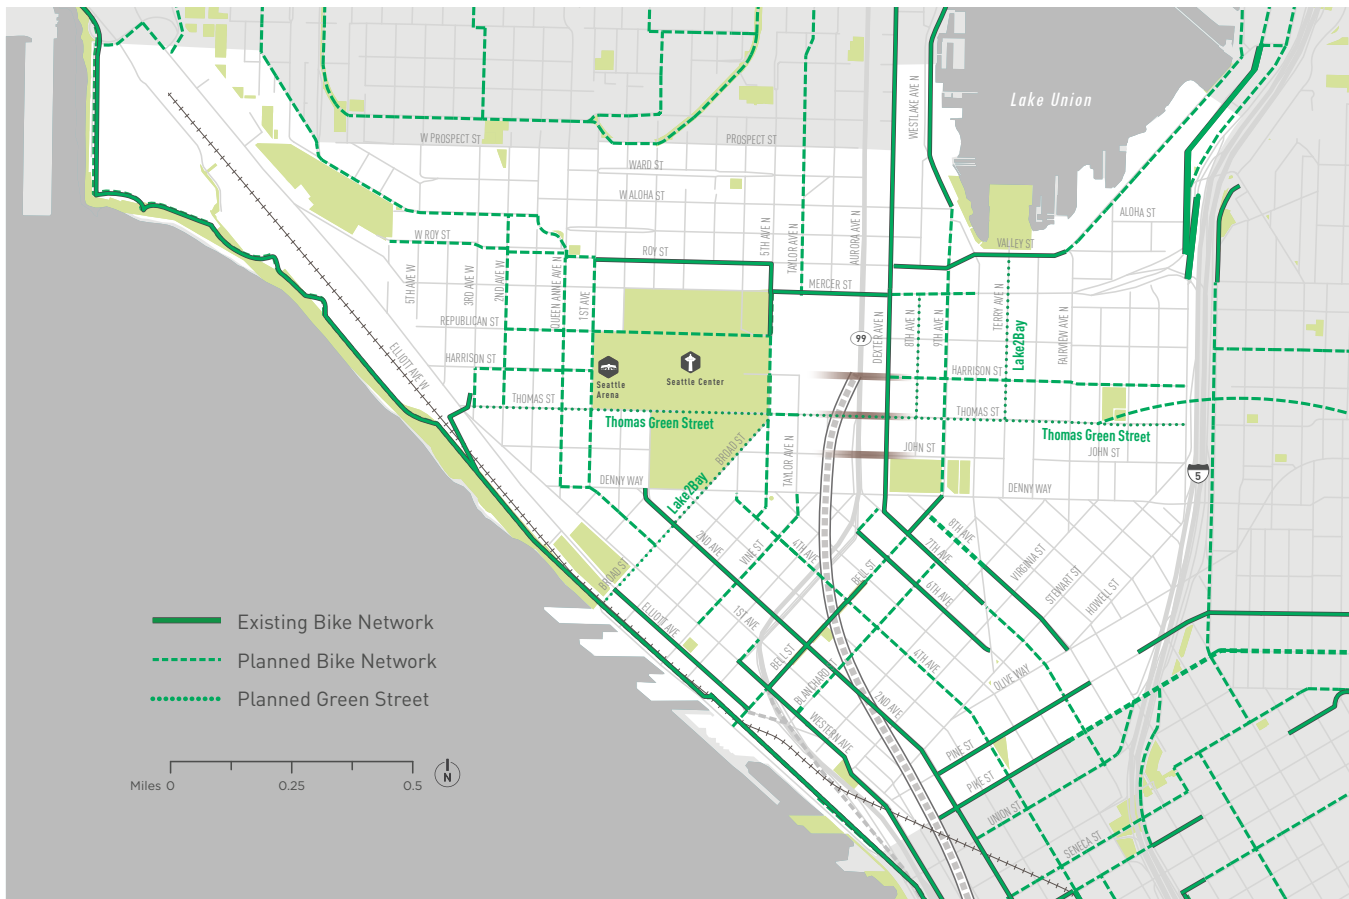 Lake Union
WESTLAKE AVE N
W PROSPECT ST
PROSPECT ST
WARD ST
W ALOHA ST
ALOHA ST
5TH AVE N
TAYLOR AVE N
AURORA AVE N
W ROY ST
ROY ST
VALLEY ST
5TH AVE W
3RD AVE W
2ND AVE W
QUEEN ANNE AVE N
1ST AVE
MERCER ST
TERRY AVE N
REPUBLICAN ST
DEXTER AVE N
8TH AVE N
9TH AVE N
Lake2Bay
FAIRVIEW AVE N
99
ELLIOTT AVE W
HARRISON ST
Seattle
Arena
Seattle Center
HARRISON ST
THOMAS ST
THOMAS ST
Thomas Green Street
Thomas Green Street
BROAD ST
TAYLOR AVE N
JOHN ST
JOHN ST
5
DENNY WAY
Lake2Bay
DENNY WAY
2ND AVE
VINE ST
4TH AVE
BELL ST
7TH AVE
8TH AVE
VIRGINIA ST
STEWART ST
HOWELL ST
BROAD ST
6TH AVE
ELLIOTT AVE
1ST AVE
BELL ST
4TH AVE
OLIVE WAY
BLANCHARD ST
2ND AVE
WESTERN AVE
PINE ST
PIKE ST
UNION ST
SENECA ST
Existing Bike Network
Planned Bike Network
Planned Green Street
Miles 0
0.25
0.5
N